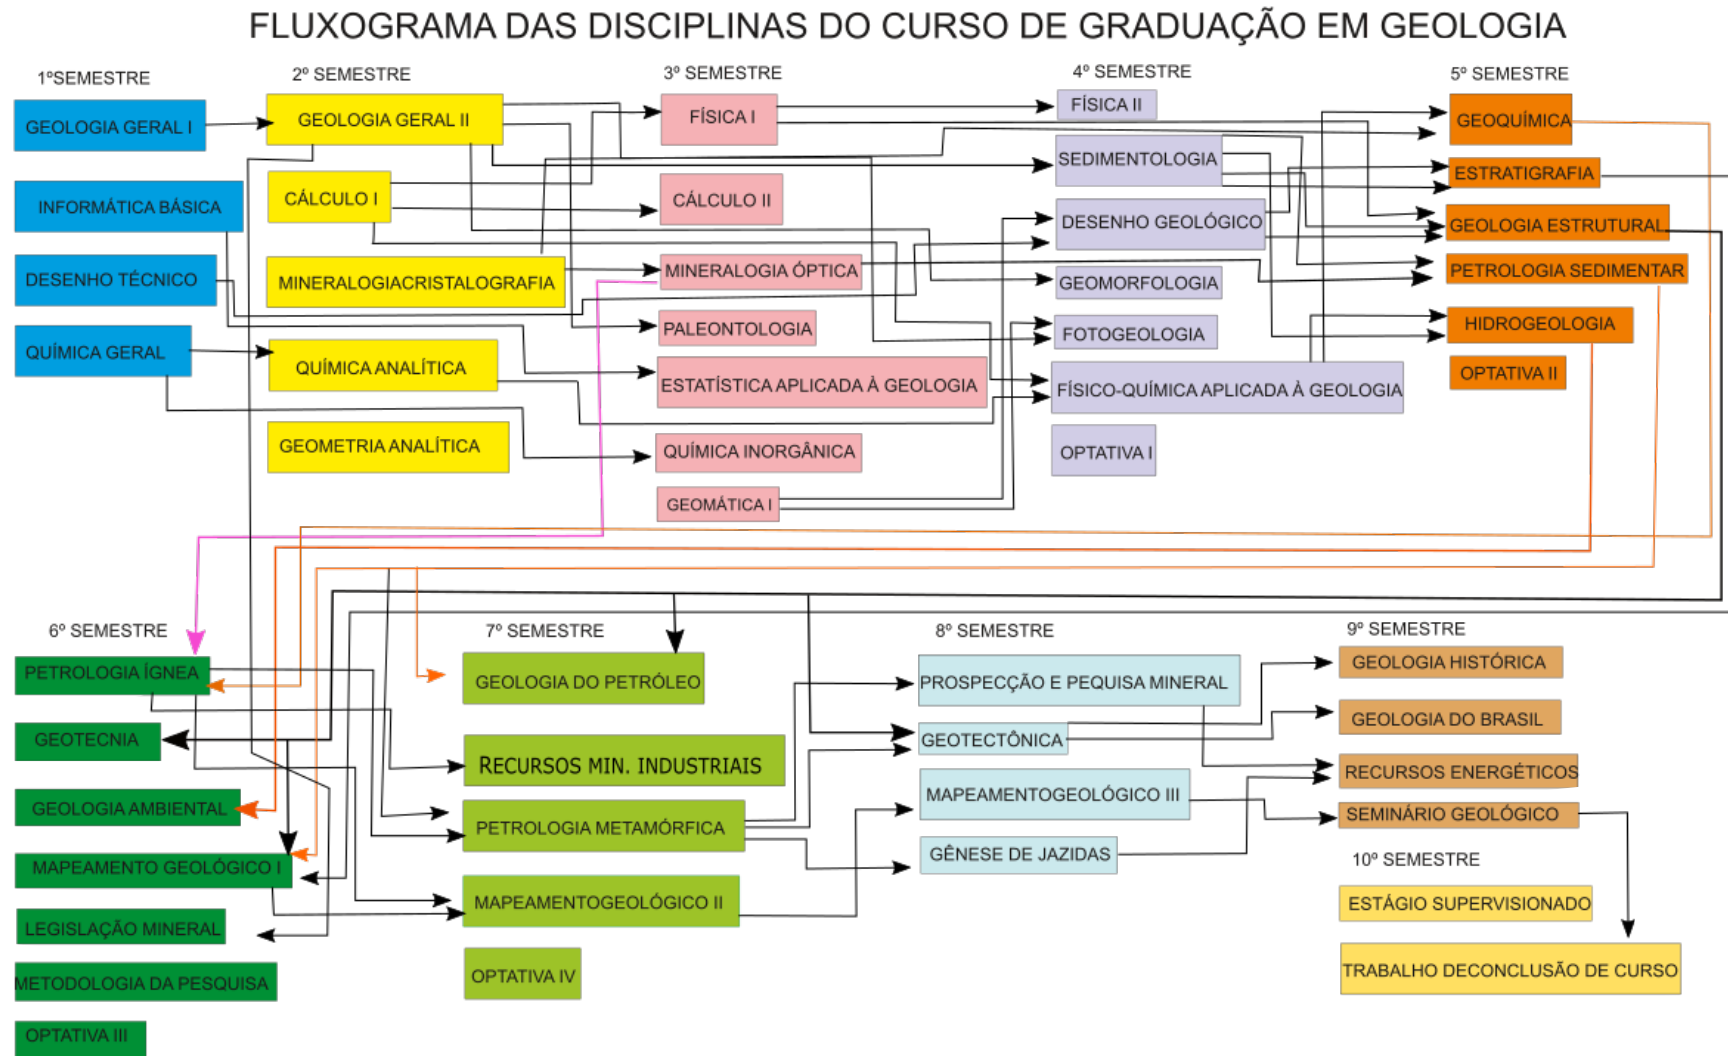 FLUXOGRAMA DAS DISCIPLINAS DO CURSO DE GRADUAÇÃO EM GEOLOGIA
1ºSEMESTRE
GEOLOGIA GERAL I
INFORMÁTICA BÁSICA
DESENHO TÉCNICO
QUÍMICA GERAL
2º SEMESTRE
GEOLOGIA GERAL II
CÁLCULO I
MINERALOGIACRISTALOGRAFIA
QUÍMICA ANALÍTICA
GEOMETRIA ANALÍTICA
3º SEMESTRE
FÍSICA I
CÁLCULO II
MINERALOGIA ÓPTICA
PALEONTOLOGIA
ESTATÍSTICA APLICADA À GEOLOGIA
QUÍMICA INORGÂNICA
GEOMÁTICA I
4º SEMESTRE
FÍSICA II
SEDIMENTOLOGIA
DESENHO GEOLÓGICO
GEOMORFOLOGIA
FOTOGEOLOGIA
FÍSICO-QUÍMICA APLICADA À GEOLOGIA
OPTATIVA I
5º SEMESTRE
GEOQUÍMICA
ESTRATIGRAFIA
GEOLOGIA ESTRUTURAL
PETROLOGIA SEDIMENTAR
HIDROGEOLOGIA
OPTATIVA II
6º SEMESTRE
PETROLOGIA ÍGNEA
GEOTECNIA
GEOLOGIA AMBIENTAL
MAPEAMENTO GEOLÓGICO I
LEGISLAÇÃO MINERAL
METODOLOGIA DA PESQUISA
OPTATIVA III
7º SEMESTRE
GEOLOGIA DO PETRÓLEO
RECURSOS MIN. INDUSTRIAIS
PETROLOGIA METAMÓRFICA
MAPEAMENTOGEOLÓGICO II
OPTATIVA IV
8º SEMESTRE
PROSPECÇÃO E PEQUISA MINERAL
GEOTECTÔNICA
MAPEAMENTOGEOLÓGICO III
GÊNESE DE JAZIDAS
9º SEMESTRE
GEOLOGIA HISTÓRICA
GEOLOGIA DO BRASIL
RECURSOS ENERGÉTICOS
SEMINÁRIO GEOLÓGICO
10º SEMESTRE
ESTÁGIO SUPERVISIONADO
TRABALHO DECONCLUSÃO DE CURSO